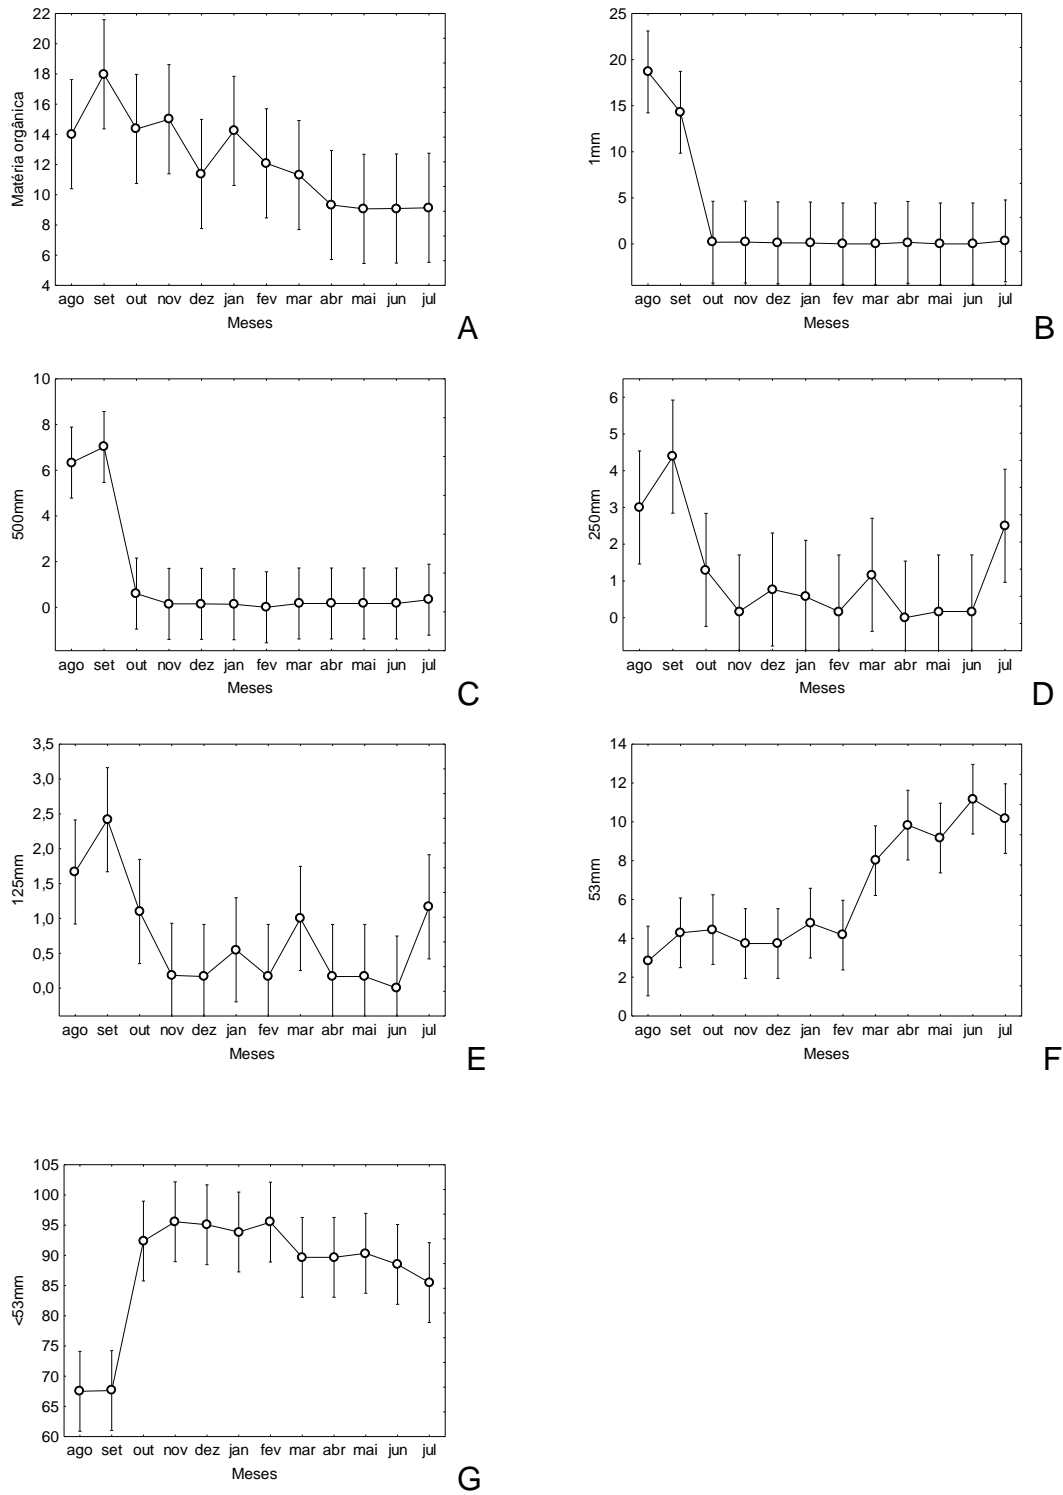 22
20
18
16
14
12
10
8
6
4
Matéria orgânica
ago set out nov dez jan fev mar abr mai jun jul
Meses
A
25
20
15
10
5
0
1mm
ago set out nov dez jan fev mar abr mai jun jul
Meses
B
10
8
6
4
2
0
500mm
ago set out nov dez jan fev mar abr mai jun jul
Meses
C
6
5
4
3
2
1
0
250mm
ago set out nov dez jan fev mar abr mai jun jul
Meses
D
3,5
3,0
2,5
2,0
1,5
1,0
0,5
0,0
125mm
ago set out nov dez jan fev mar abr mai jun jul
Meses
E
14
12
10
8
6
4
2
0
53mm
ago set out nov dez jan fev mar abr mai jun jul
Meses
F
105
100
95
90
85
80
75
70
65
60
<53mm
ago set out nov dez jan fev mar abr mai jun jul
Meses
G